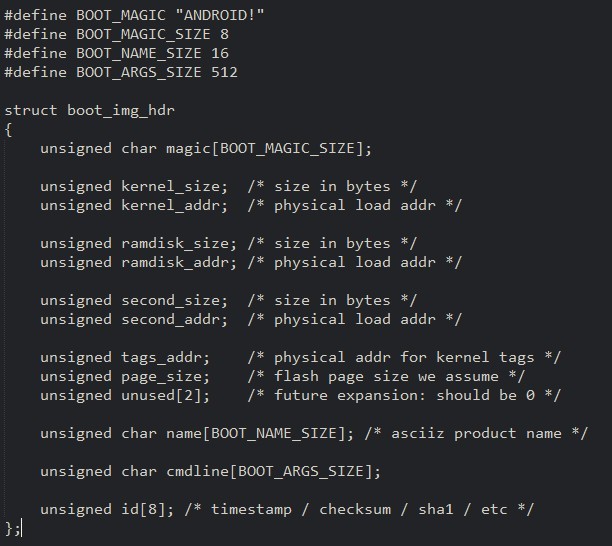 #define BOOT_MAGIC "ANDROID!"
#define BOOT_MAGIC_SIZE 8
#define BOOT_NAME_SIZE 16
#define BOOT_ARGS_SIZE 512
struct boot_img_hdr
{
unsigned char magic[BOOT_MAGIC_SIZE];
unsigned kernel_size; /* size in bytes */
unsigned kernel_addr; /* physical load addr */
unsigned ramdisk_size; /* size in bytes */
unsigned ramdisk_addr; /* physical load addr */
unsigned second_size; /* size in bytes */
unsigned second_addr; /* physical load addr */
unsigned tags_addr; /* physical addr for kernel tags */
unsigned page_size; /* flash page size we assume */
unsigned unused[2]; /* future expansion: should be 0 */
unsigned char name[BOOT_NAME_SIZE]; /* asciiz product name */
unsigned char cmdline[BOOT_ARGS_SIZE];
unsigned id[8]; /* timestamp / checksum / sha1 / etc */
};